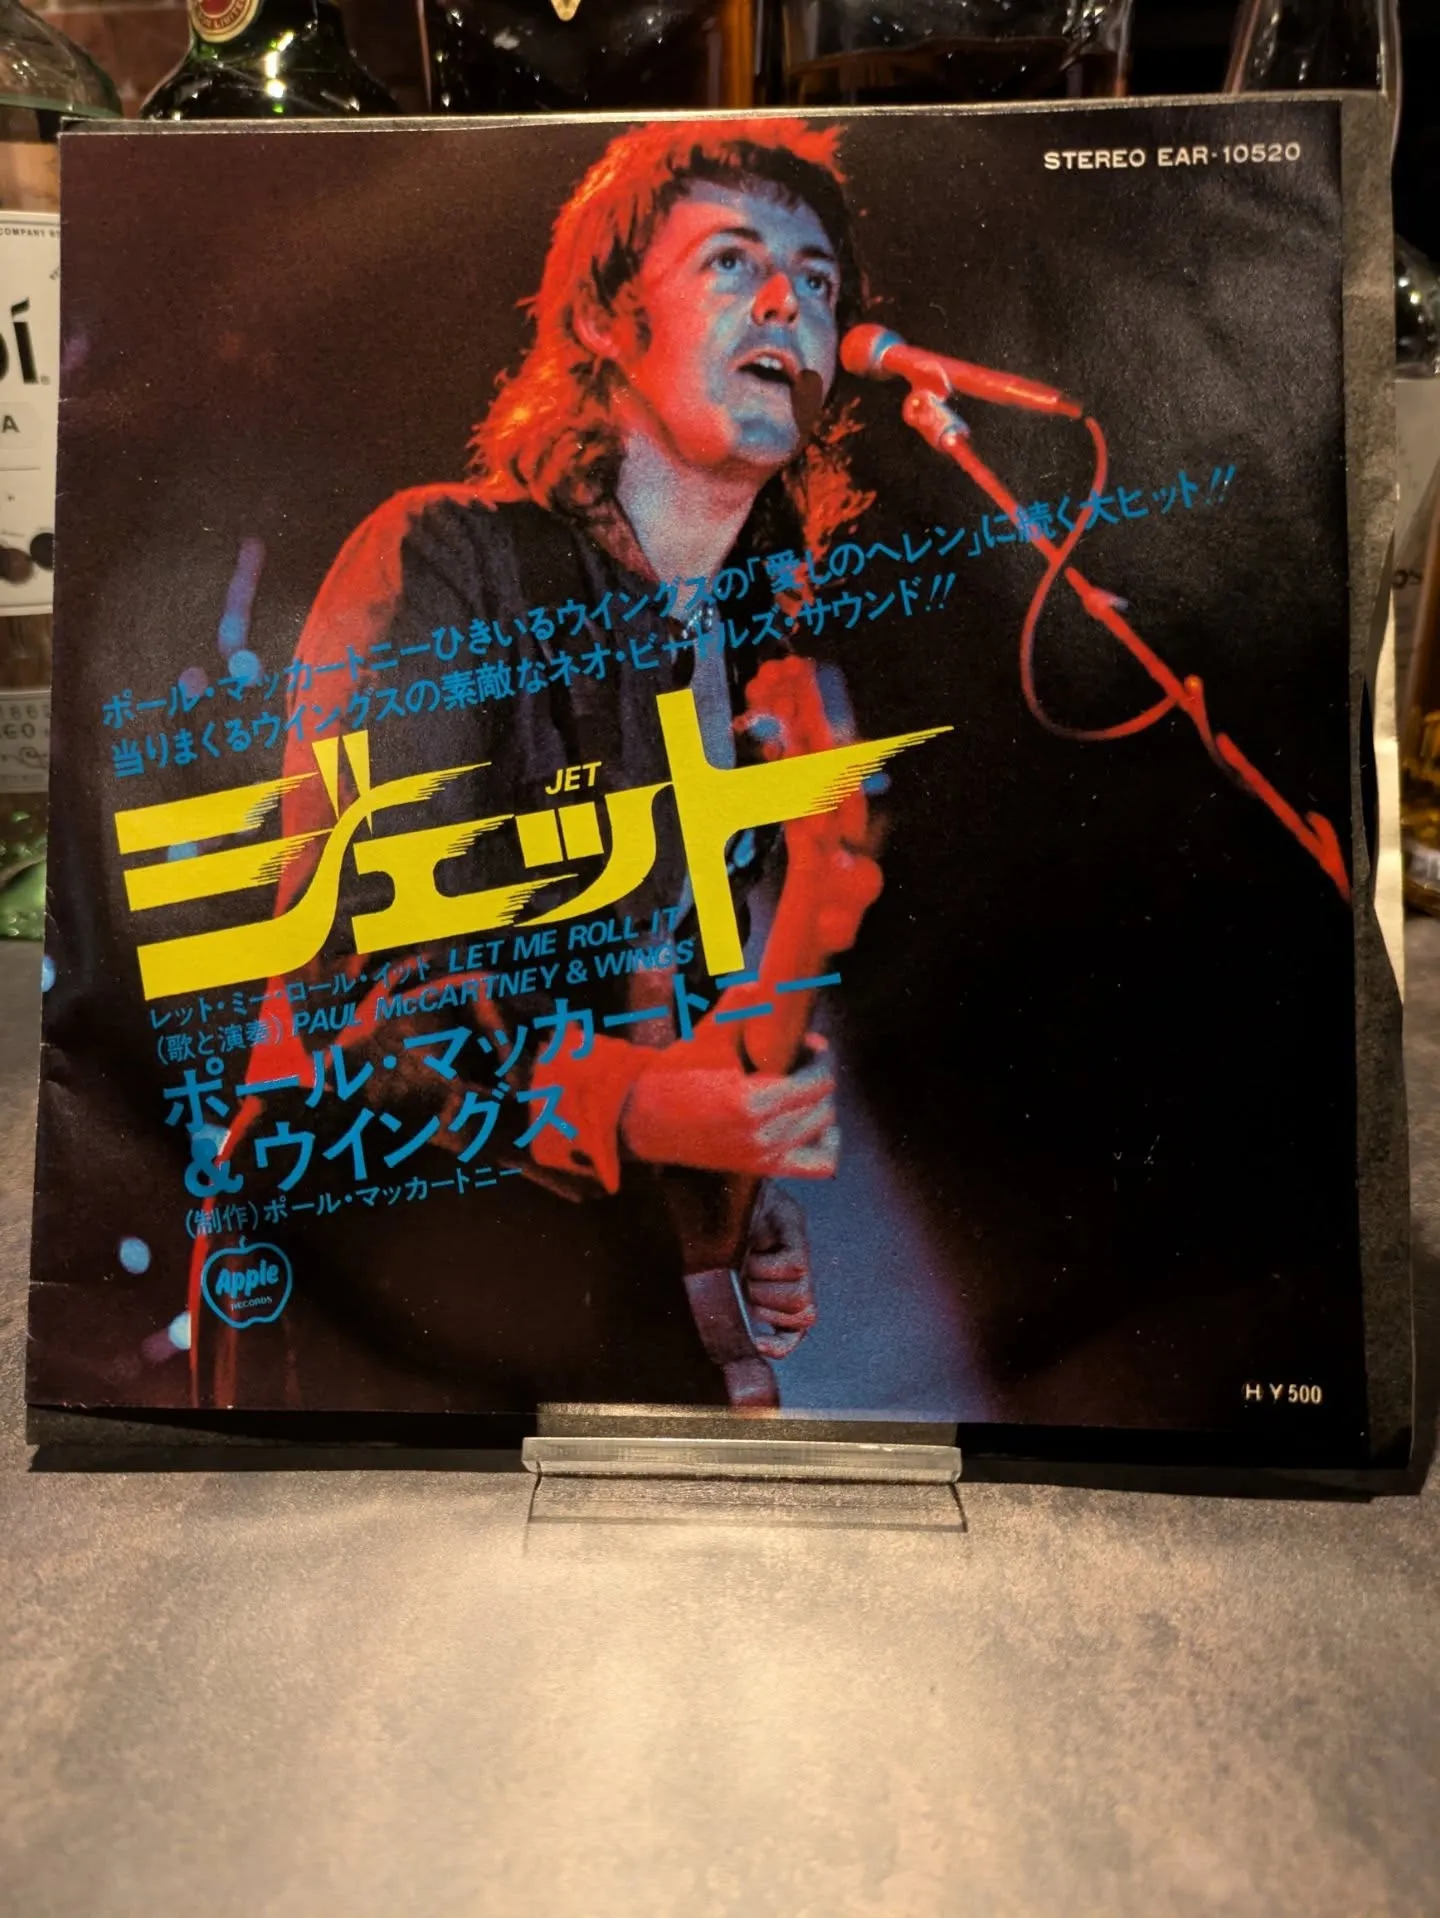 STEREO EAR-10520
ポール・マッカートニーひきいるウイングスの「愛しのヘレン」に続く大ヒット!!
当りまくるウイングスの素敵なネオ・ビートルズ・サウンド!!
JET
ジェット
レット・ミー・ロール・イット LET ME ROLL IT
(歌と演奏) PAUL McCARTNEY & WINGS
ポール・マッカートニー
&ウイングス
(制作)ポール・マッカートニー
Apple
RECORDS
H ¥500